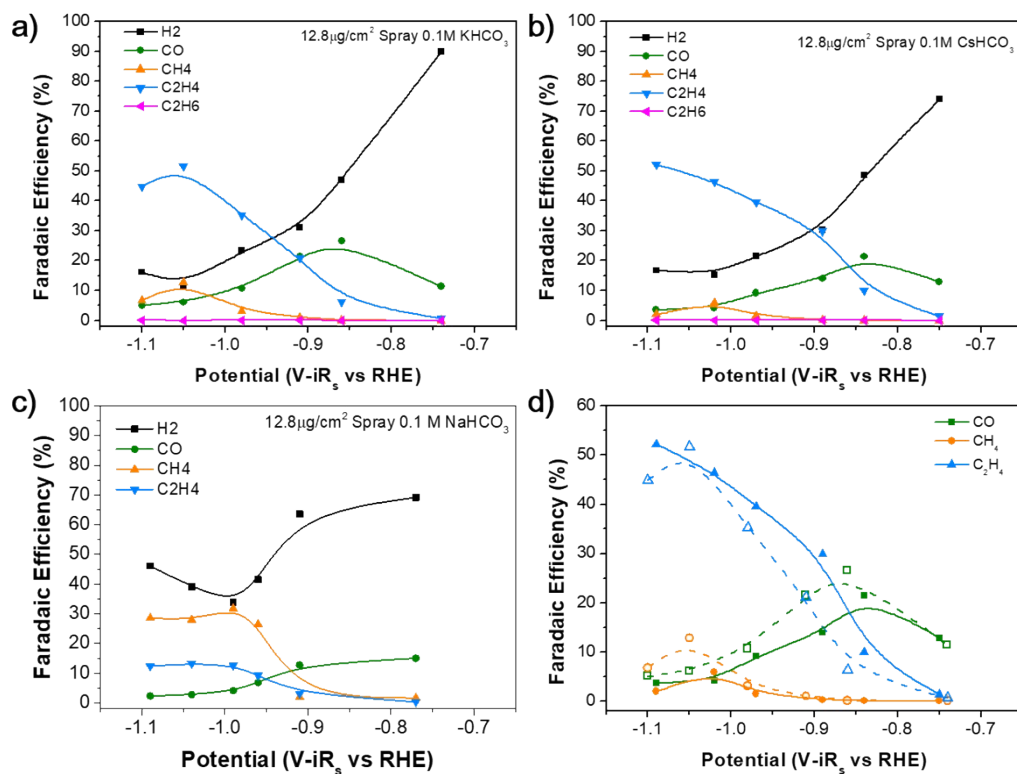 a)
12.8μg/cm² Spray 0.1M KHCO₃
H2
CO
CH4
C2H4
C2H6
Faradaic Efficiency (%)
100
90
80
70
60
50
40
30
20
10
0
-1.1 -1.0 -0.9 -0.8 -0.7
Potential (V-iRₛ vs RHE)
b)
12.8μg/cm² Spray 0.1M CsHCO₃
H2
CO
CH4
C2H4
C2H6
Faradaic Efficiency (%)
100
90
80
70
60
50
40
30
20
10
0
-1.1 -1.0 -0.9 -0.8 -0.7
Potential (V-iRₛ vs RHE)
c)
12.8μg/cm² Spray 0.1 M NaHCO₃
H2
CO
CH4
C2H4
Faradaic Efficiency (%)
100
90
80
70
60
50
40
30
20
10
0
-1.1 -1.0 -0.9 -0.8 -0.7
Potential (V-iRₛ vs RHE)
d)
CO
CH₄
C₂H₄
Faradaic Efficiency (%)
60
50
40
30
20
10
0
-1.1 -1.0 -0.9 -0.8 -0.7
Potential (V-iRₛ vs RHE)